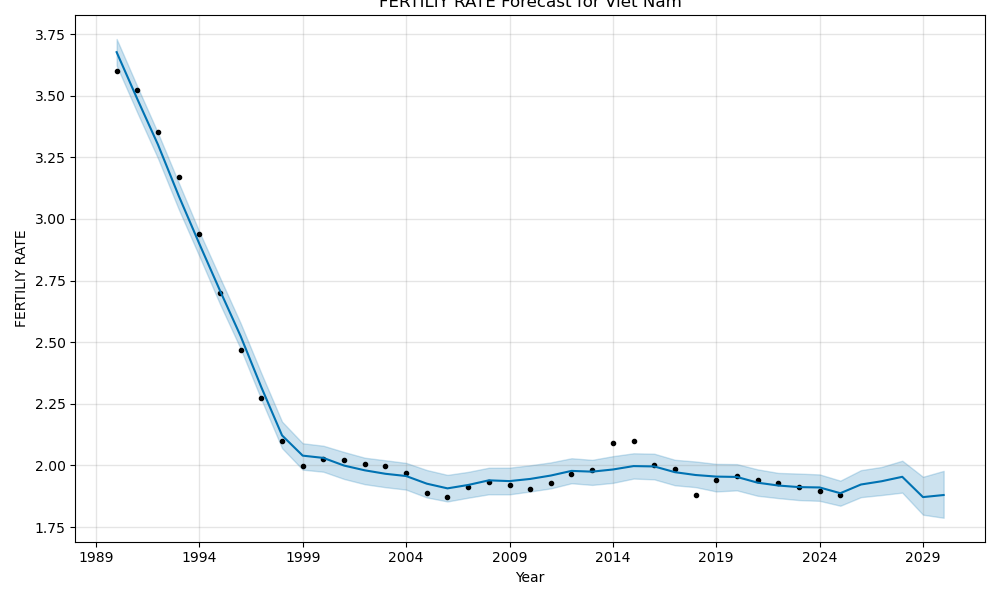 FERTILIY RATE Forecast for Viet Nam
3.75
3.50
3.25
3.00
2.75
2.50
2.25
2.00
1.75
FERTILIY RATE
1989 1994 1999 2004 2009 2014 2019 2024 2029
Year